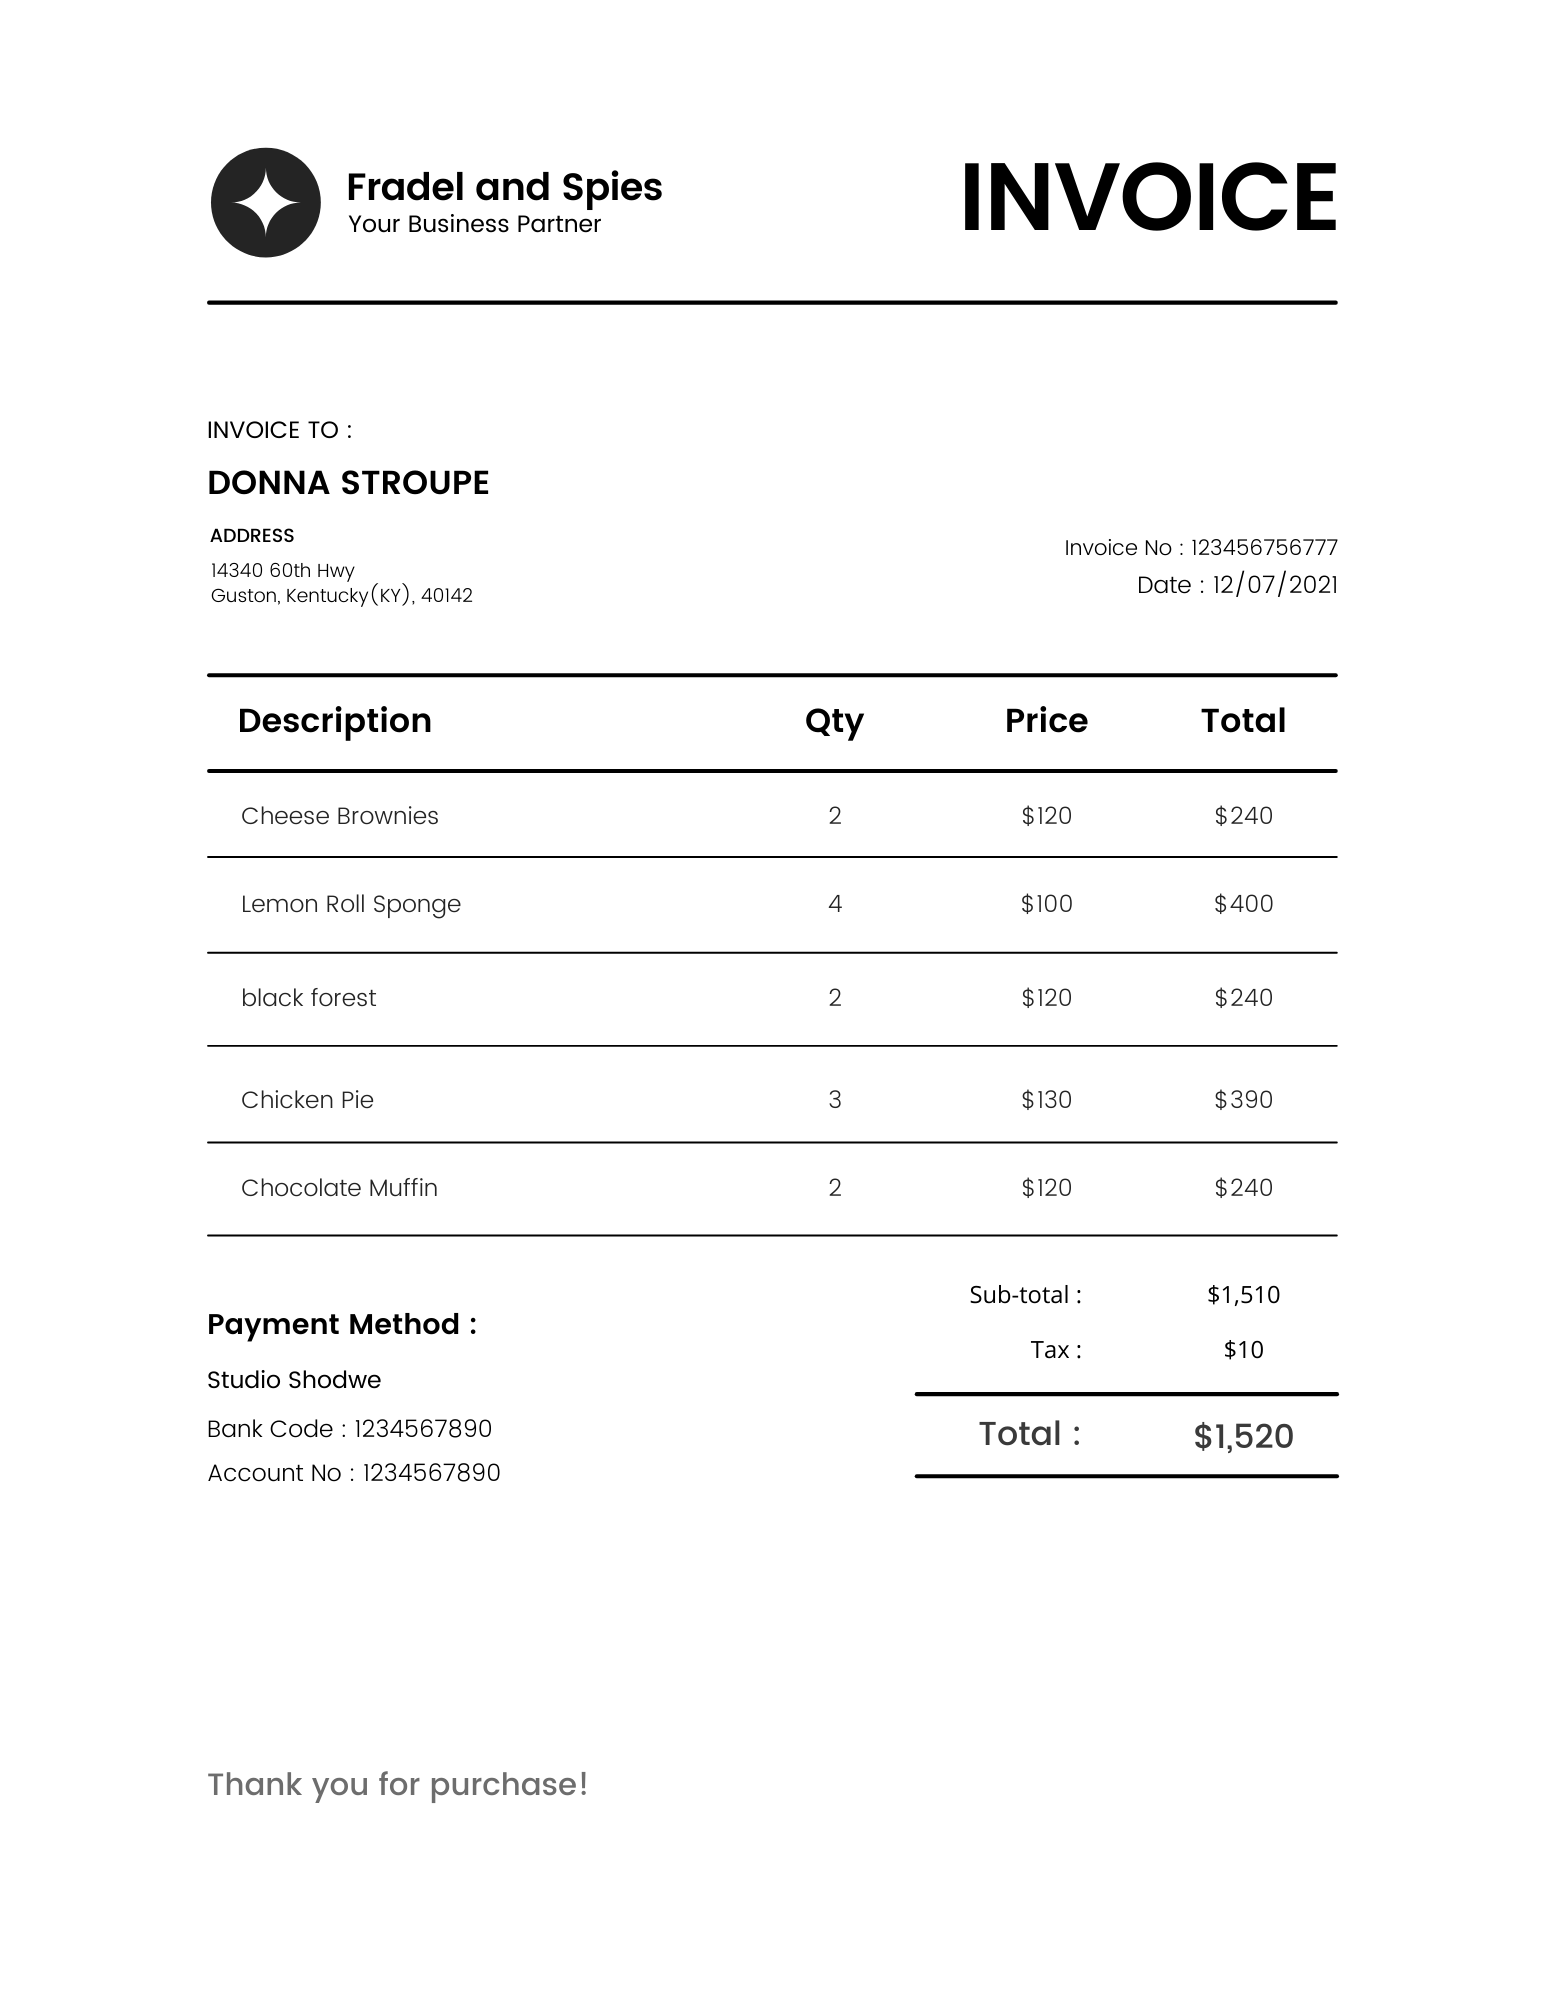 Fradel and Spies
Your Business Partner
INVOICE
INVOICE TO :
DONNA STROUPE
ADDRESS
14340 60th Hwy
Guston, Kentucky(KY), 40142
Invoice No : 123456756777
Date : 12/07/2021
Description Qty Price Total
Cheese Brownies 2 $120 $240
Lemon Roll Sponge 4 $100 $400
black forest 2 $120 $240
Chicken Pie 3 $130 $390
Chocolate Muffin 2 $120 $240
Sub-total : $1,510
Tax : $10
Total : $1,520
Payment Method :
Studio Shodwe
Bank Code : 1234567890
Account No : 1234567890
Thank you for purchase!